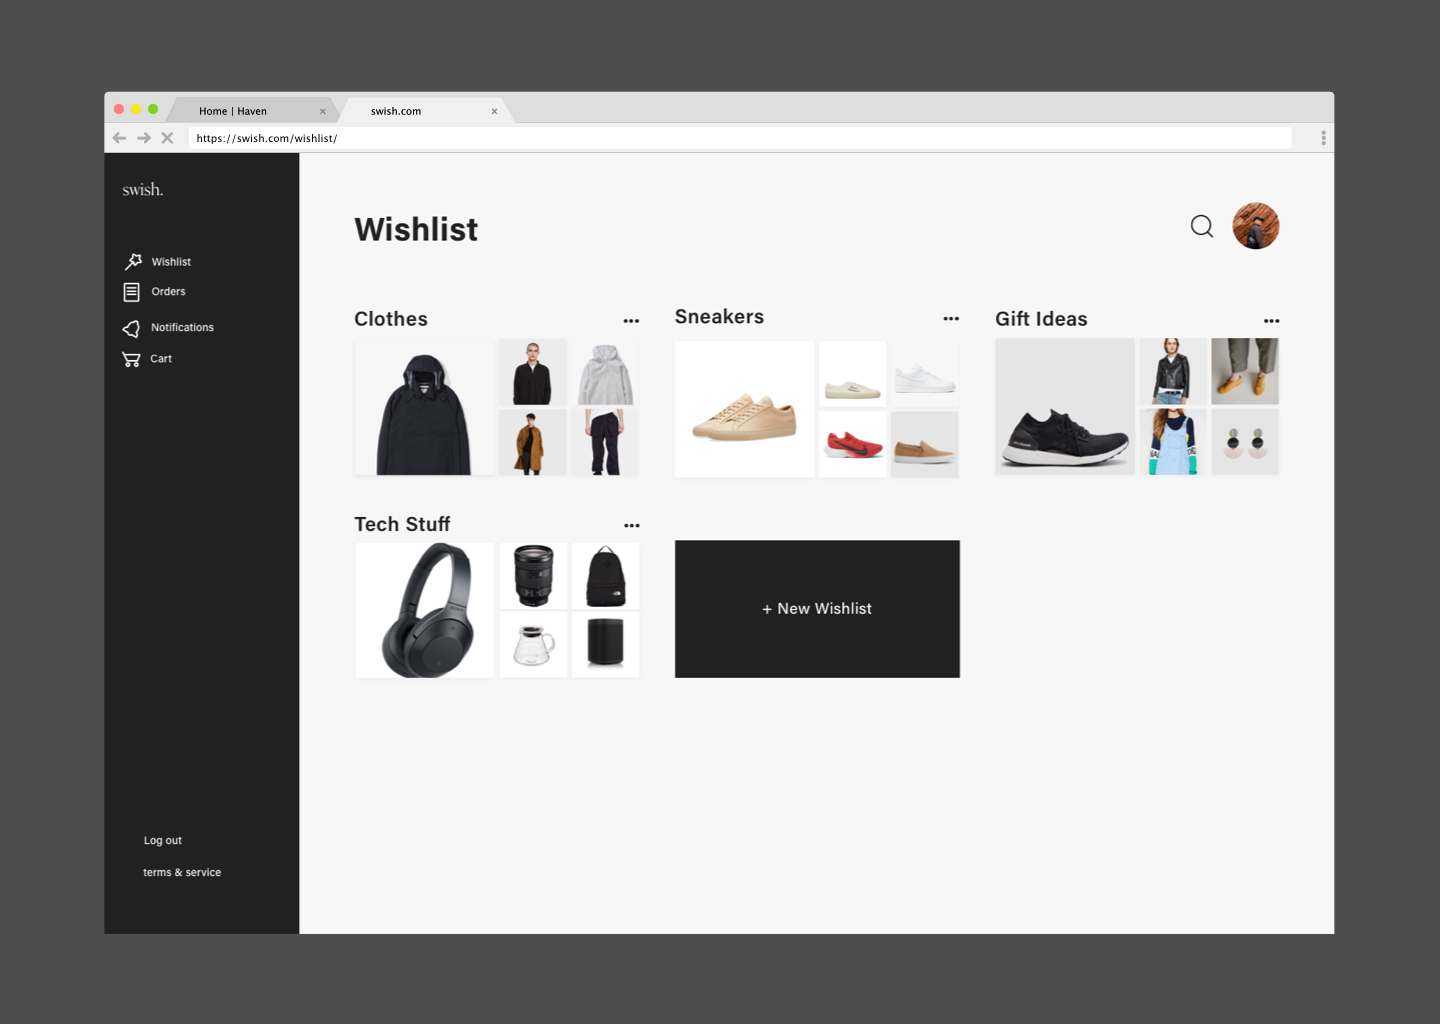 Home | Haven
swish.com
https://swish.com/wishlist/
swish.
Wishlist
Orders
Notifications
Cart
Log out
terms & service
Wishlist
Clothes
Sneakers
Gift Ideas
Tech Stuff
+ New Wishlist